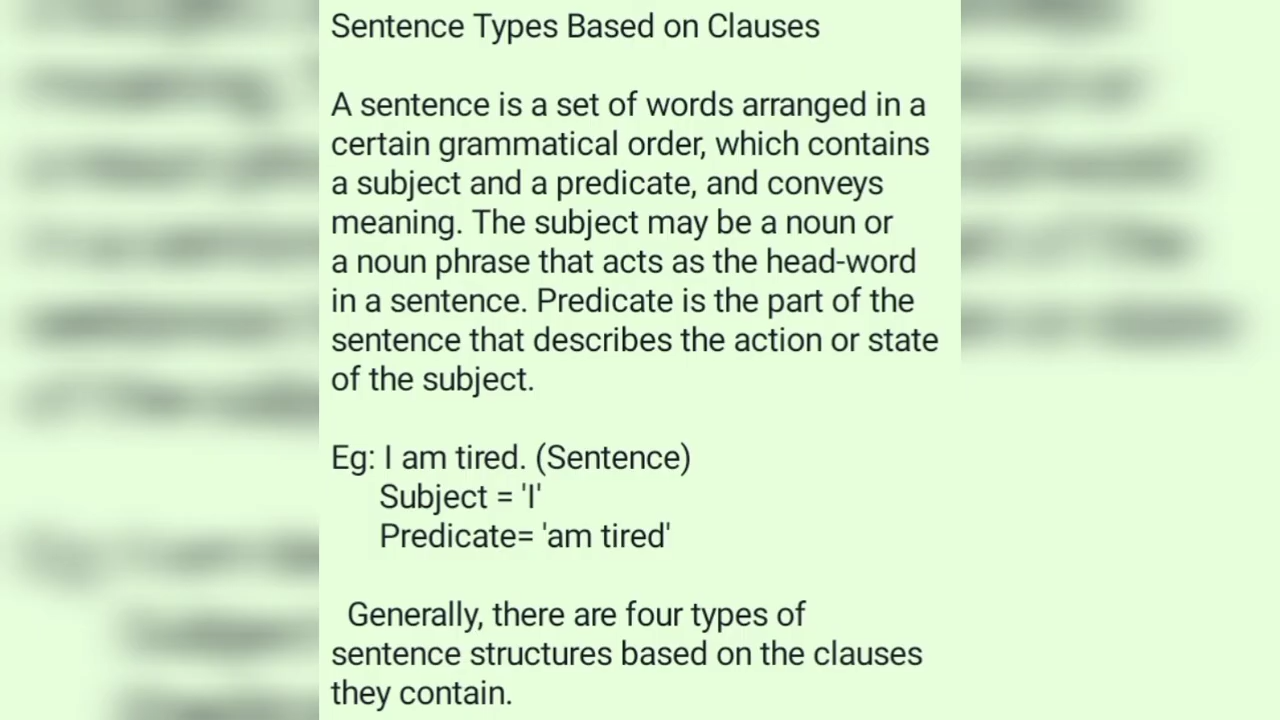 Sentence Types Based on Clauses
A sentence is a set of words arranged in a
certain grammatical order, which contains
a subject and a predicate, and conveys
meaning. The subject may be a noun or
a noun phrase that acts as the head-word
in a sentence. Predicate is the part of the
sentence that describes the action or state
of the subject.
Eg: I am tired. (Sentence)
Subject = 'I'
Predicate= 'am tired'
Generally, there are four types of
sentence structures based on the clauses
they contain.